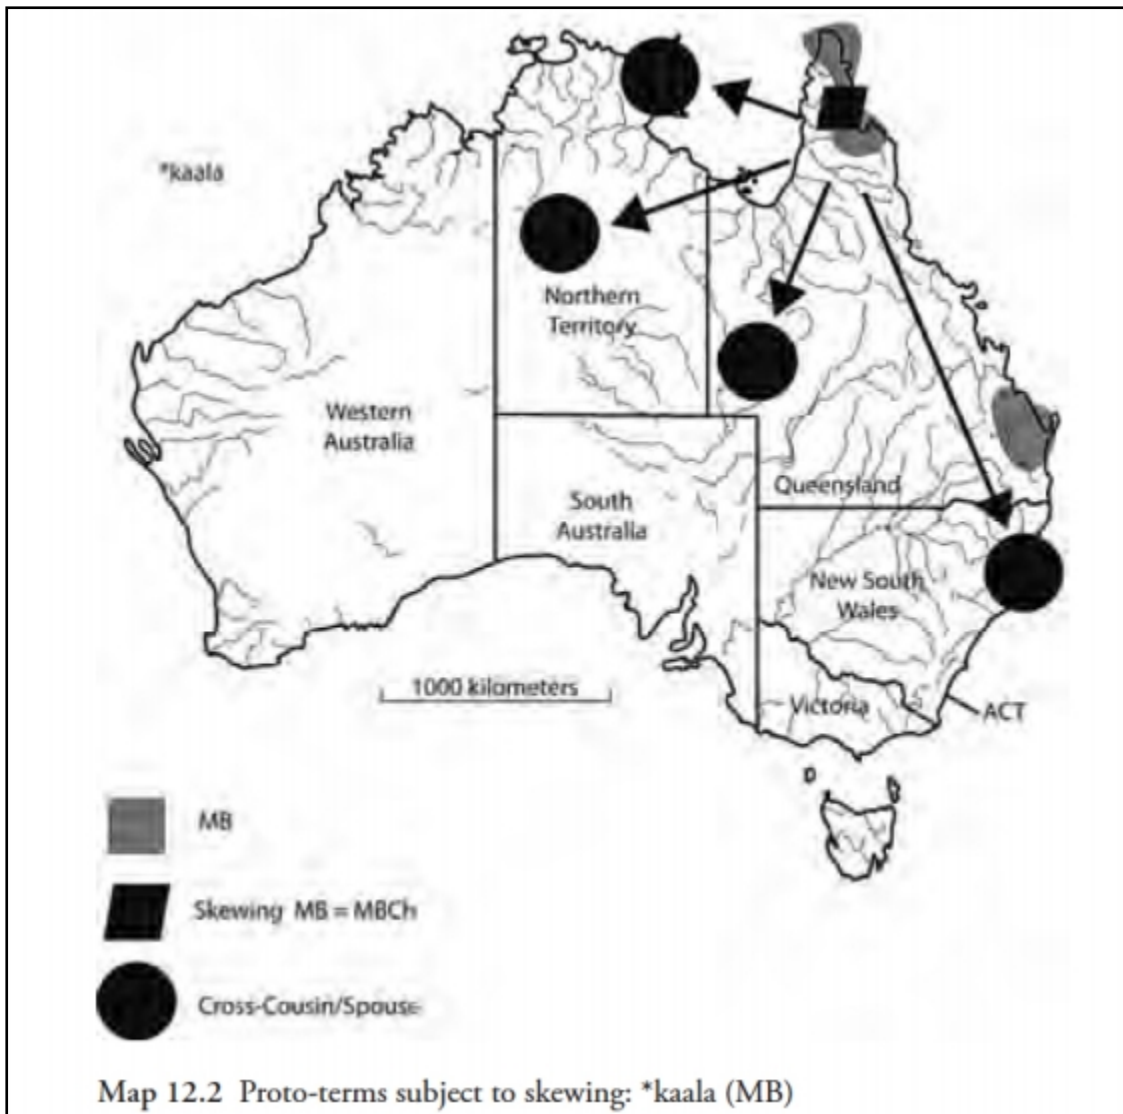 *kaala
Northern
Territory
Western
Australia
South
Australia
Queensland
New South
Wales
1000 kilometers
Victoria
ACT
MB
Skewing MB = MBCh
Cross-Cousin/Spouse
Map 12.2 Proto-terms subject to skewing: *kaala (MB)